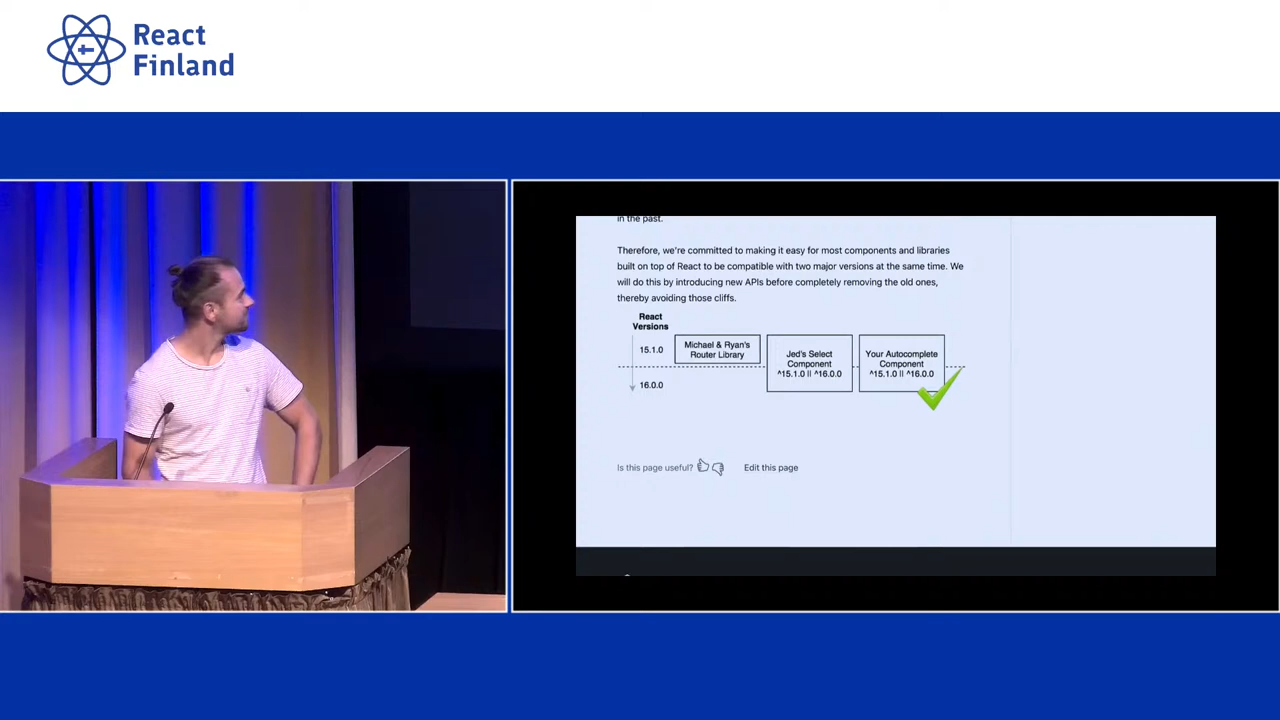 React
Finland
in the past.
Therefore, we're committed to making it easy for most components and libraries
built on top of React to be compatible with two major versions at the same time. We
will do this by introducing new APIs before completely removing the old ones,
thereby avoiding those cliffs.
React
Versions
15.1.0
16.0.0
Michael & Ryan's
Router Library
Jed's Select
Component
^15.1.0 || ^16.0.0
Your Autocomplete
Component
^15.1.0 || ^16.0.0
Is this page useful?
Edit this page